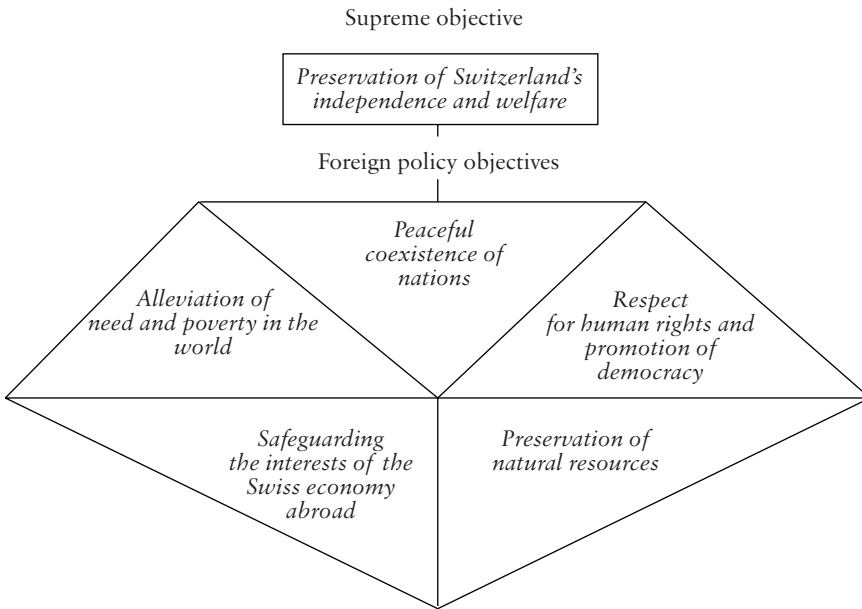 Supreme objective
Preservation of Switzerland's
independence and welfare
Foreign policy objectives
Peaceful
coexistence of
nations
Alleviation of
need and poverty in the
world
Respect
for human rights and
promotion of
democracy
Safeguarding
the interests of the
Swiss economy
abroad
Preservation of
natural resources